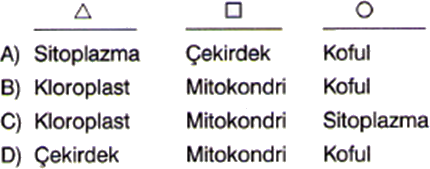 △ □ ○
A) Sitoplazma Çekirdek Koful
B) Kloroplast Mitokondri Koful
C) Kloroplast Mitokondri Sitoplazma
D) Çekirdek Mitokondri Koful